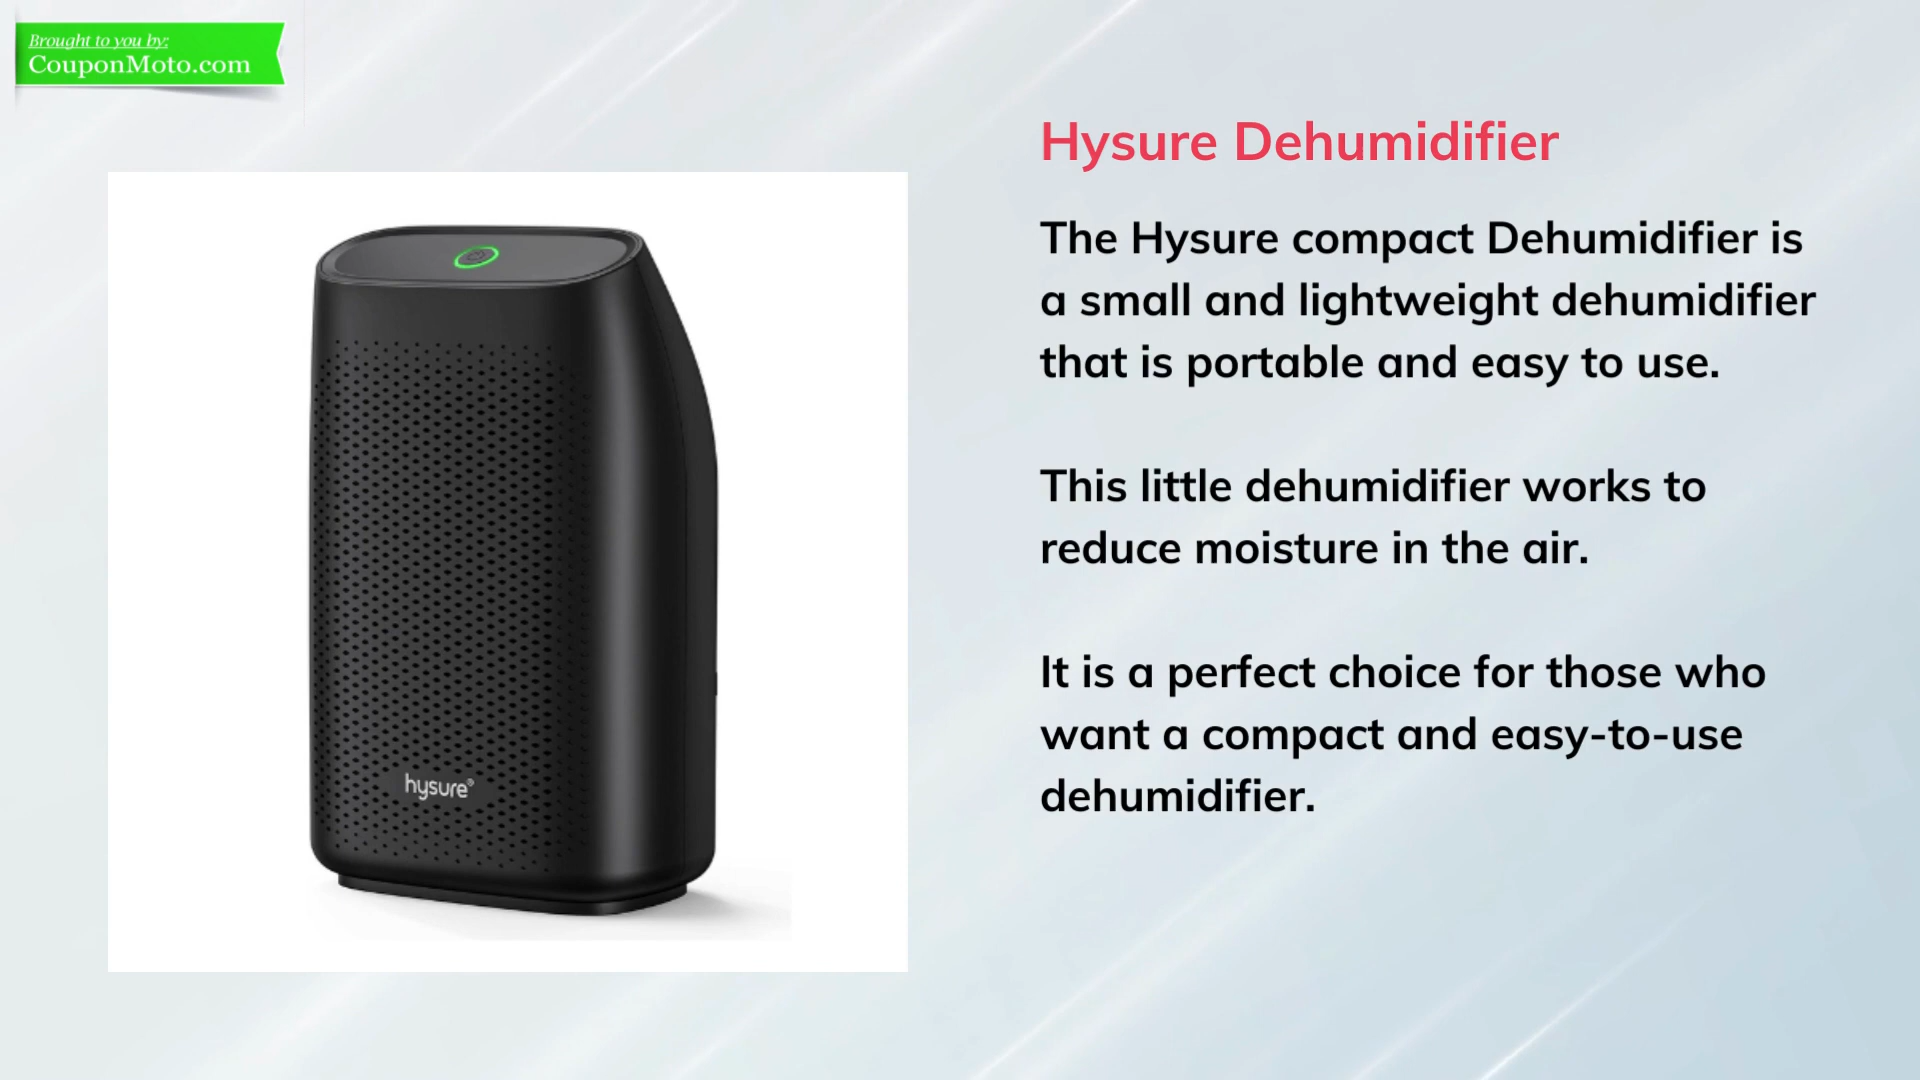 Brought to you by:
CouponMoto.com
Hysure Dehumidifier
The Hysure compact Dehumidifier is
a small and lightweight dehumidifier
that is portable and easy to use.
This little dehumidifier works to
reduce moisture in the air.
It is a perfect choice for those who
want a compact and easy-to-use
dehumidifier.
hysure®